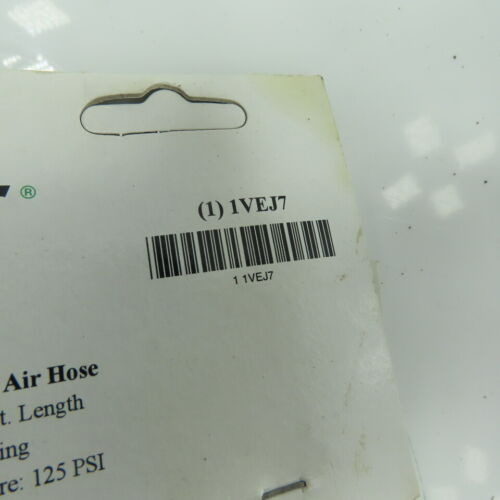 ®
(1) 1VEJ7
1 1VEJ7
Air Hose
t. Length
ing
re: 125 PSI